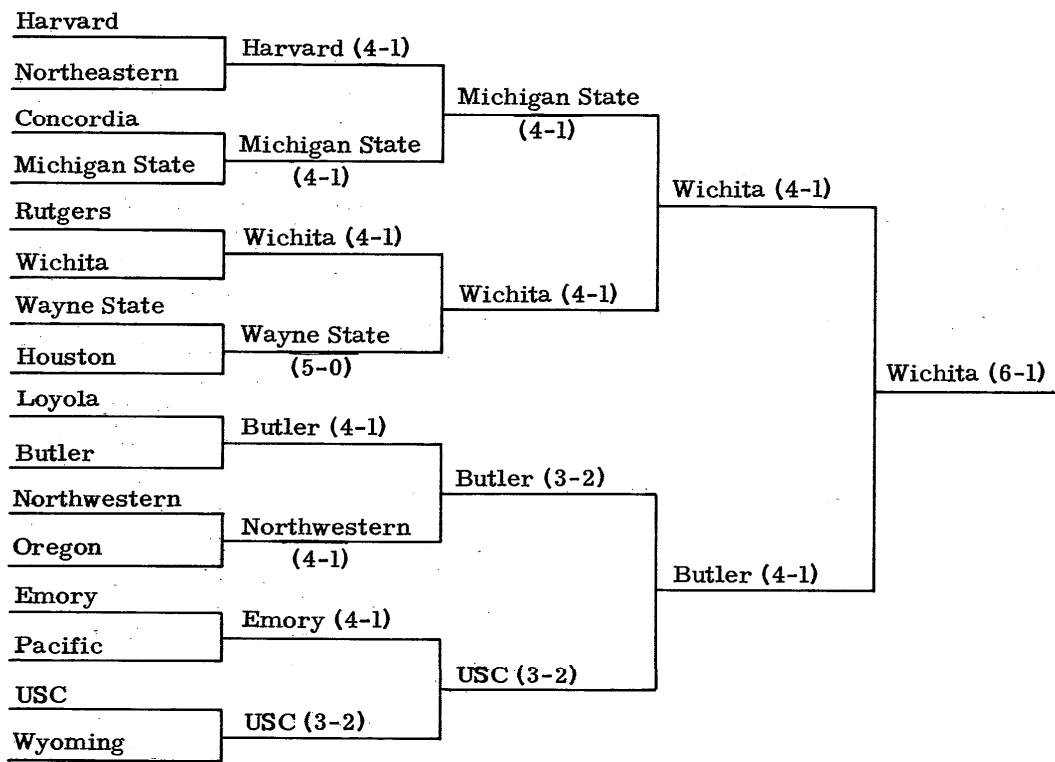 Harvard
Northeastern
Concordia
Michigan State
Rutgers
Wichita
Wayne State
Houston
Loyola
Butler
Northwestern
Oregon
Emory
Pacific
USC
Wyoming
Harvard (4-1)
Michigan State
(4-1)
Wichita (4-1)
Wayne State
(5-0)
Butler (4-1)
Northwestern
(4-1)
Emory (4-1)
USC (3-2)
Michigan State
(4-1)
Wichita (4-1)
Butler (3-2)
USC (3-2)
Wichita (4-1)
Butler (4-1)
Wichita (6-1)